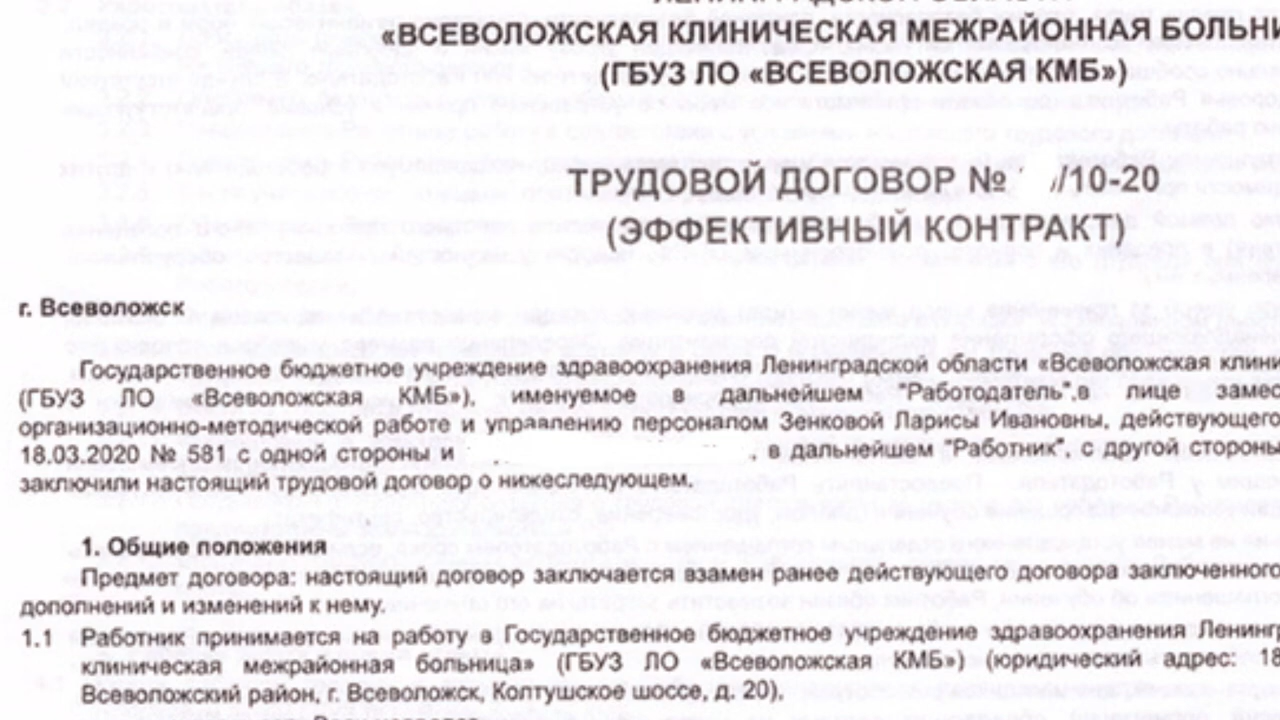 «ВСЕВОЛОЖСКАЯ КЛИНИЧЕСКАЯ МЕЖРАЙОННАЯ БОЛЬНИ
(ГБУЗ ЛО «ВСЕВОЛОЖСКАЯ КМБ»)
ТРУДОВОЙ ДОГОВОР № /10-20
(ЭФФЕКТИВНЫЙ КОНТРАКТ)
г. Всеволожск
Государственное бюджетное учреждение здравоохранения Ленинградской области «Всеволожская клини
(ГБУЗ ЛО «Всеволожская КМБ»), именуемое в дальнейшем "Работодатель",в лице замес
организационно-методической работе и управлению персоналом Зенковой Ларисы Ивановны, действующего
18.03.2020 № 581 с одной стороны и , в дальнейшем "Работник", с другой стороны
заключили настоящий трудовой договор о нижеследующем.
1. Общие положения
Предмет договора: настоящий договор заключается взамен ранее действующего договора заключенного
дополнений и изменений к нему.
1.1 Работник принимается на работу в Государственное бюджетное учреждение здравоохранения Ленинг
клиническая межрайонная больница» (ГБУЗ ЛО «Всеволожская КМБ») (юридический адрес: 18
Всеволожский район, г. Всеволожск, Колтушское шоссе, д. 20).